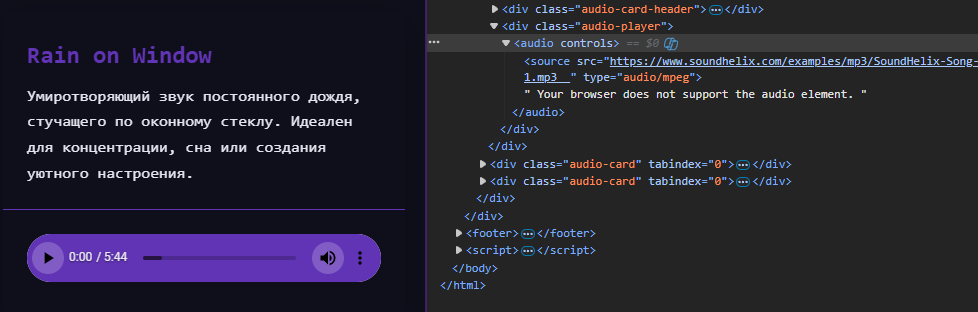 Rain on Window
Умиротворяющий звук постоянного дождя,
стучащего по оконному стеклу. Идеален
для концентрации, сна или создания
уютного настроения.
0:00 / 5:44
<div class="audio-card-header"> ••• </div>
<div class="audio-player">
••• <audio controls> == $0
<source src="https://www.soundhelix.com/examples/mp3/SoundHelix-Song-
1.mp3  " type="audio/mpeg">
" Your browser does not support the audio element. "
</audio>
</div>
</div>
<div class="audio-card" tabindex="0"> ••• </div>
<div class="audio-card" tabindex="0"> ••• </div>
</div>
</div>
<footer> ••• </footer>
<script> ••• </script>
</body>
</html>